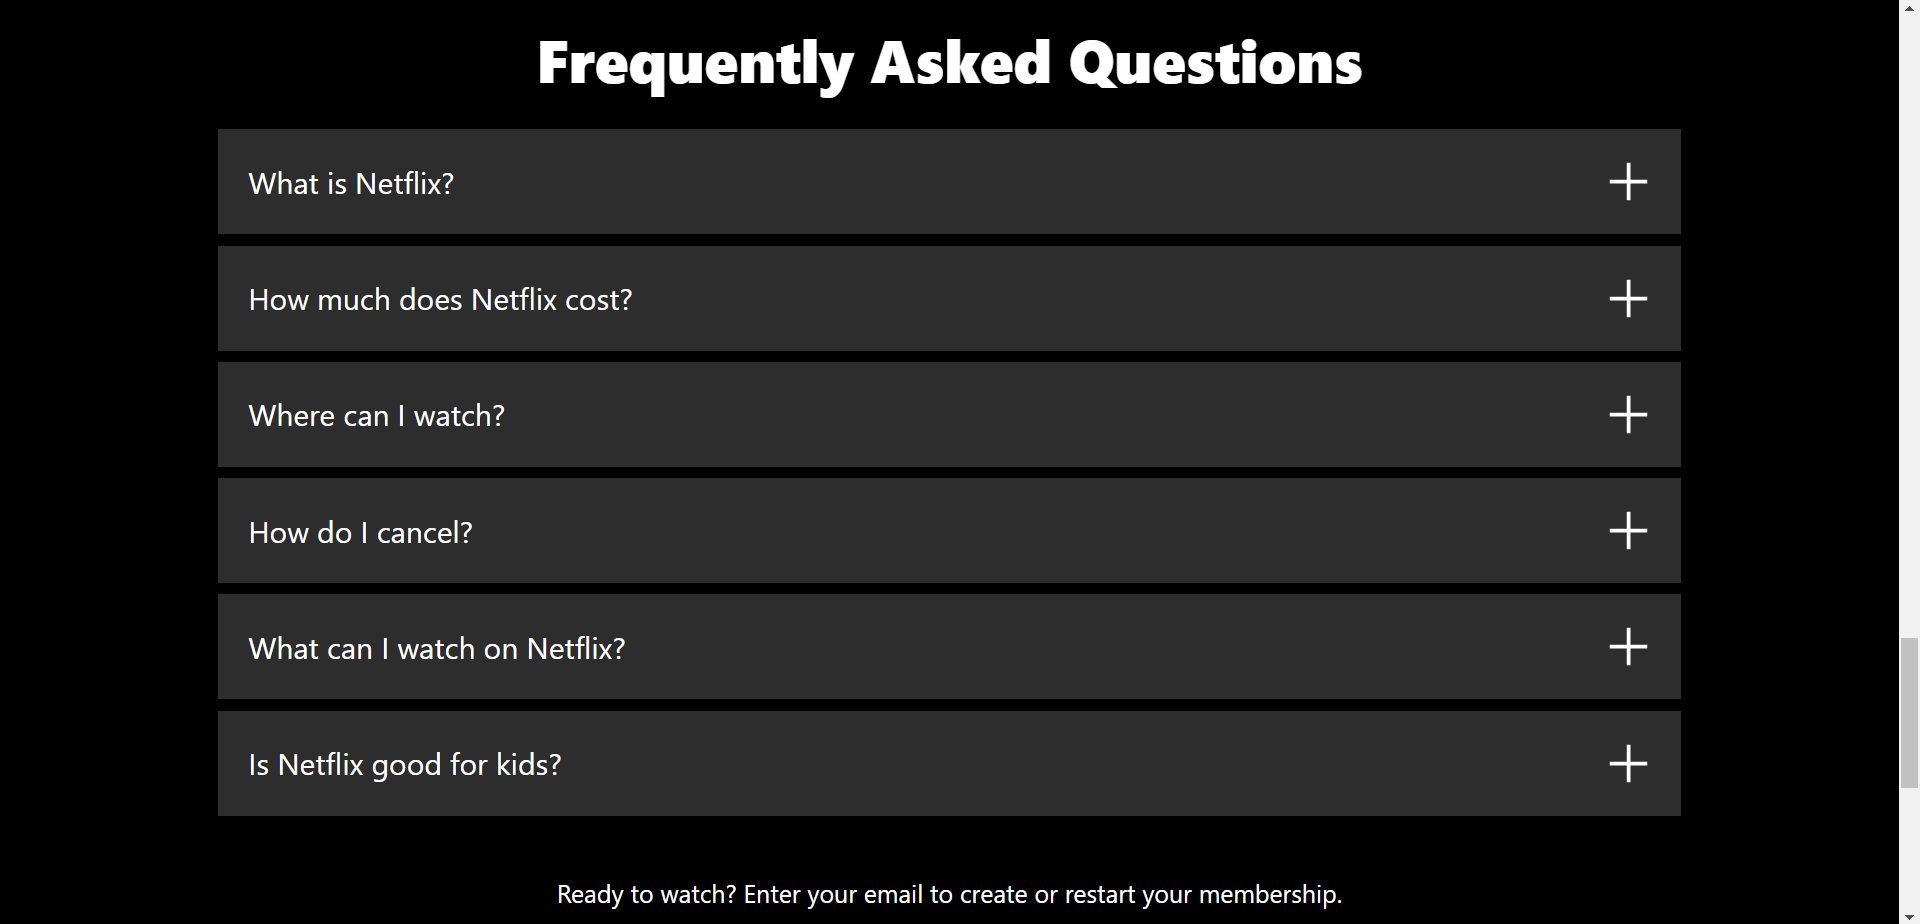 Frequently Asked Questions
What is Netflix?
How much does Netflix cost?
Where can I watch?
How do I cancel?
What can I watch on Netflix?
Is Netflix good for kids?
Ready to watch? Enter your email to create or restart your membership.